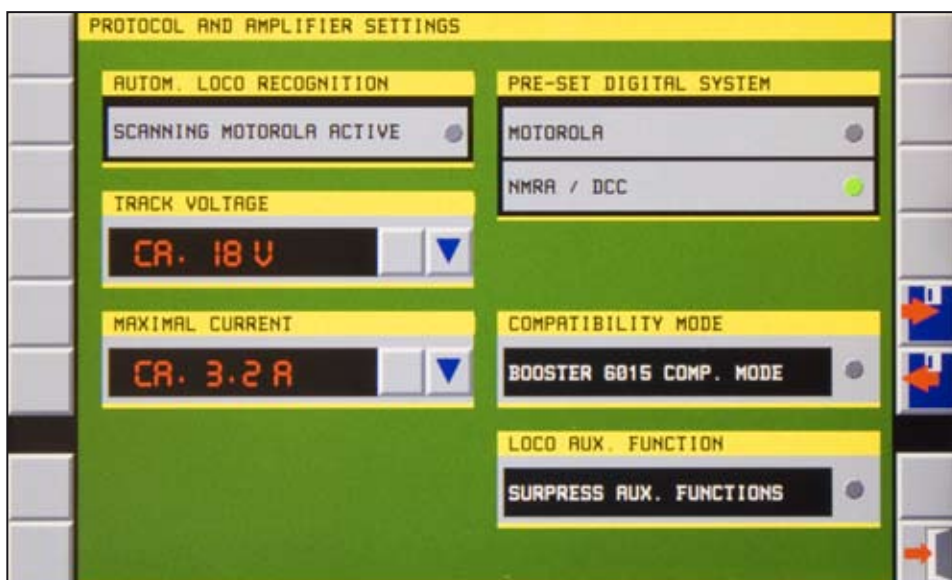 PROTOCOL AND AMPLIFIER SETTINGS
AUTOM. LOCO RECOGNITION
SCANNING MOTOROLA ACTIVE
TRACK VOLTAGE
CA. 18 V
MAXIMAL CURRENT
CA. 3.2 A
PRE-SET DIGITAL SYSTEM
MOTOROLA
NMRA / DCC
COMPATIBILITY MODE
BOOSTER 6015 COMP. MODE
LOCO AUX. FUNCTION
SURPRESS AUX. FUNCTIONS